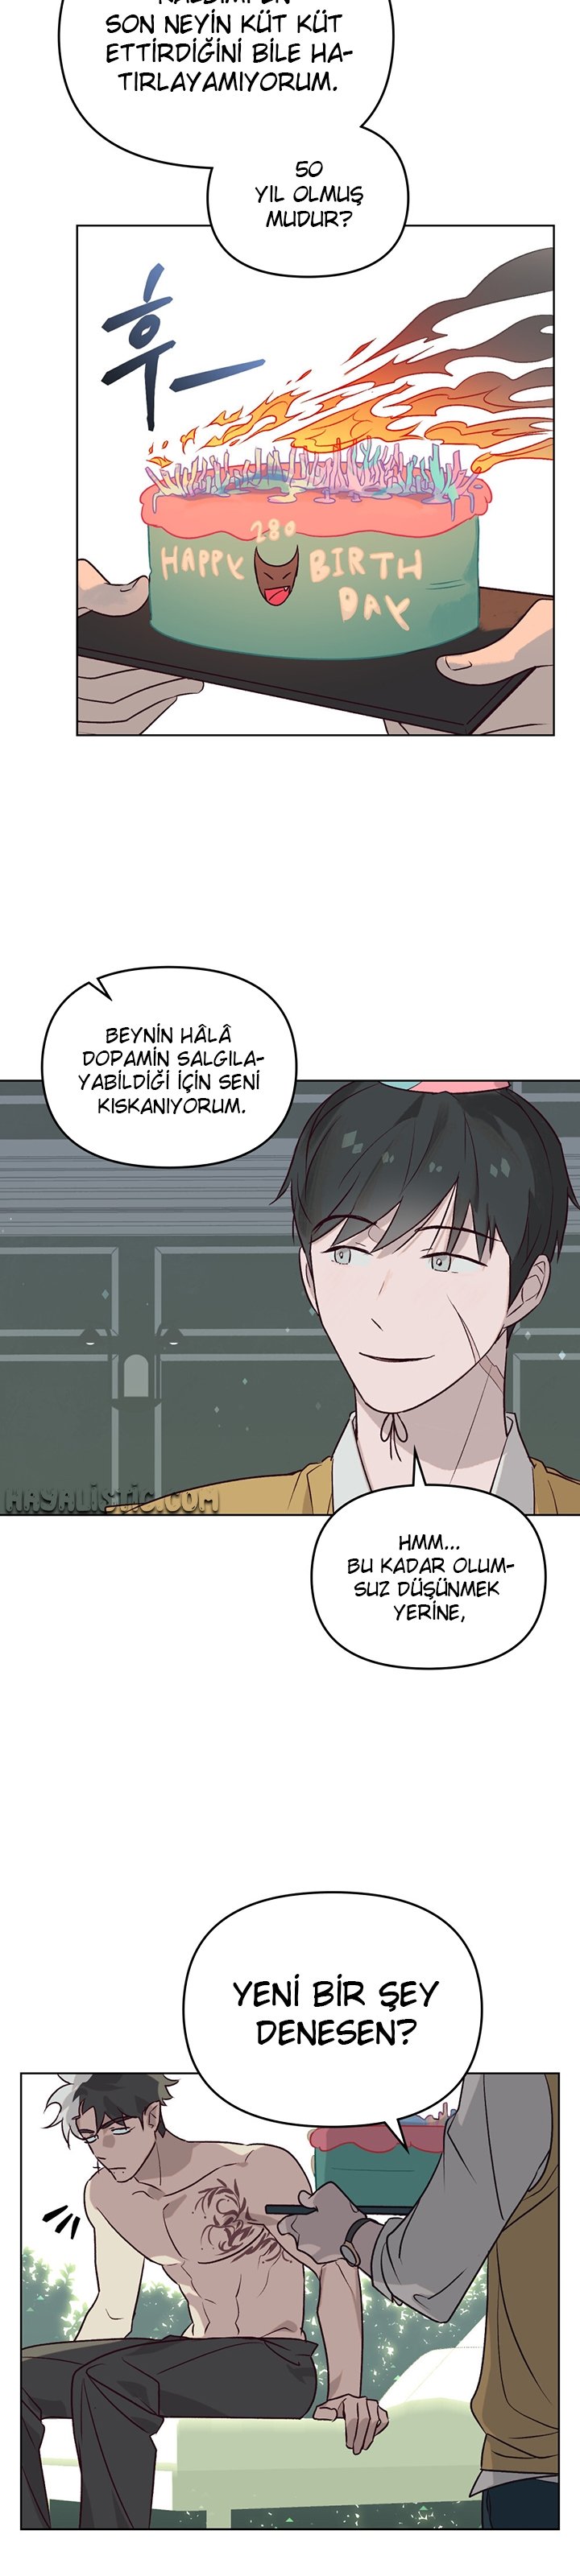 SON NEYİN KÜT KÜT
ETTİRDİĞİNİ BİLE HA-
TIRLAYAMIYORUM.
50
YIL OLMUŞ
MUDUR?
후
280
HAPPY BIRTH
DAY
BEYNİN HÂLÂ
DOPAMİN SALGILA-
YABİLDİĞİ İÇİN SENİ
KISKANIYORUM.
HAYALISTIC.COM
HMM...
BU KADAR OLUM-
SUZ DÜŞÜNMEK
YERİNE,
YENİ BİR ŞEY
DENESEN?